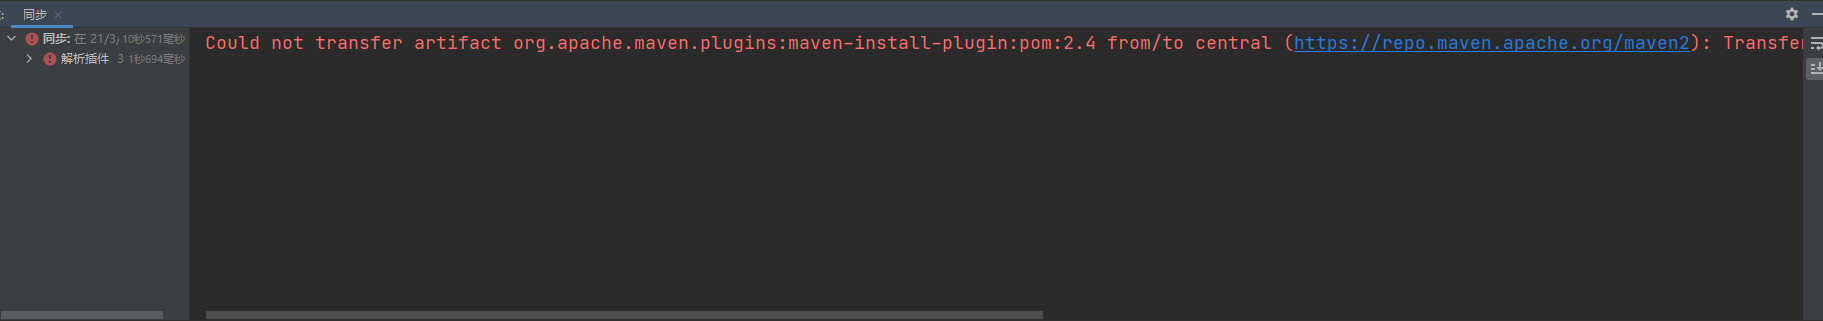 同步
同步: 在 21/3/ 10秒571毫秒
解析插件 3 1秒694毫秒
Could not transfer artifact org.apache.maven.plugins:maven-install-plugin:pom:2.4 from/to central (https://repo.maven.apache.org/maven2): Transfer